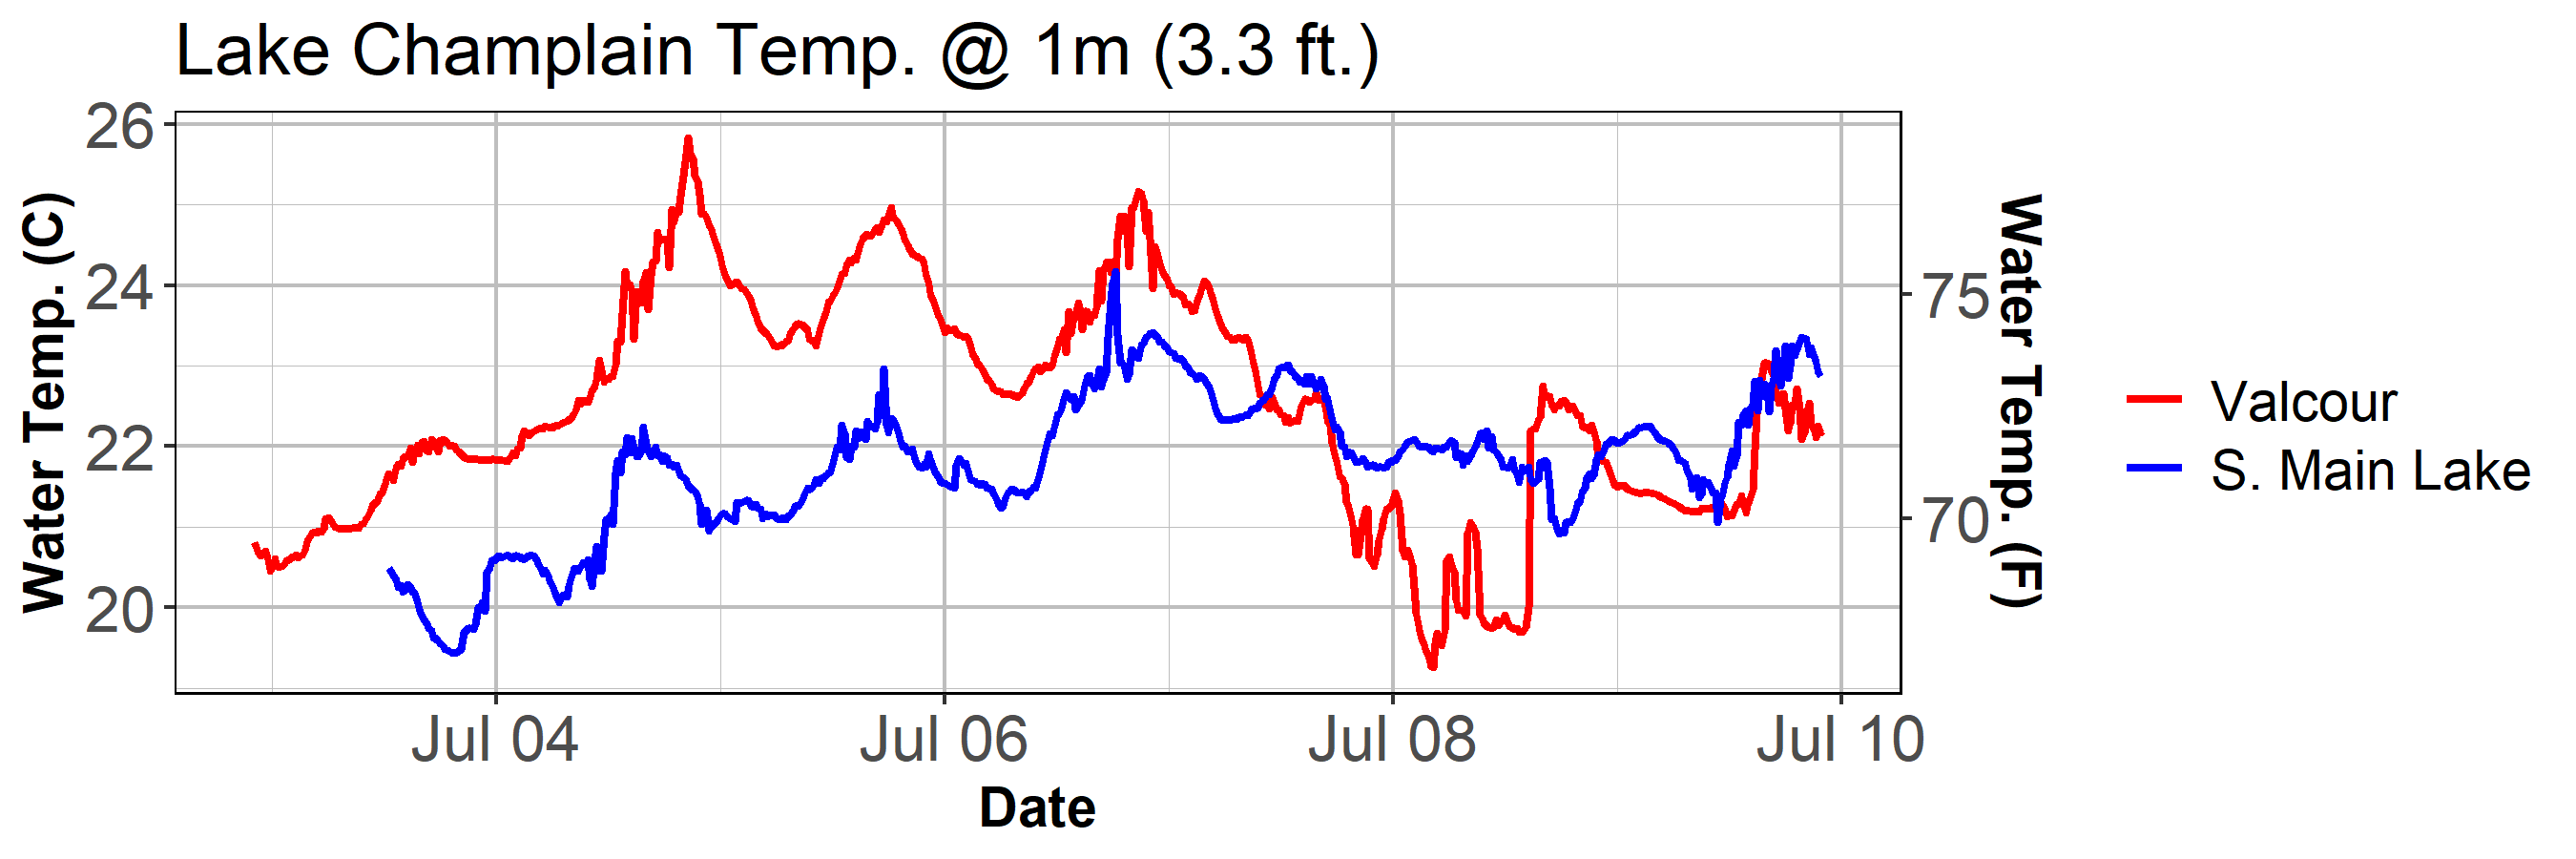 Lake Champlain Temp. @ 1m (3.3 ft.)
Water Temp. (C)
26
24
22
20
75
70
Water Temp. (F)
Jul 04
Jul 06
Jul 08
Jul 10
Date
Valcour
S. Main Lake